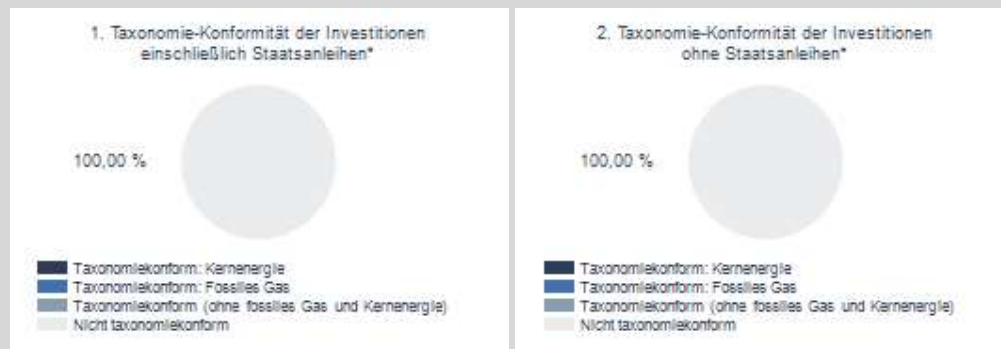 1. Taxonomie-Konformität der Investitionen
einschließlich Staatsanleihen*
100,00 %
Taxonomiekonform: Kernenergie
Taxonomiekonform: Fossiles Gas
Taxonomiekonform (ohne fossiles Gas und Kernenergie)
Nicht taxonomiekonform
2. Taxonomie-Konformität der Investitionen
ohne Staatsanleihen*
100,00 %
Taxonomiekonform: Kernenergie
Taxonomiekonform: Fossiles Gas
Taxonomiekonform (ohne fossiles Gas und Kernenergie)
Nicht taxonomiekonform